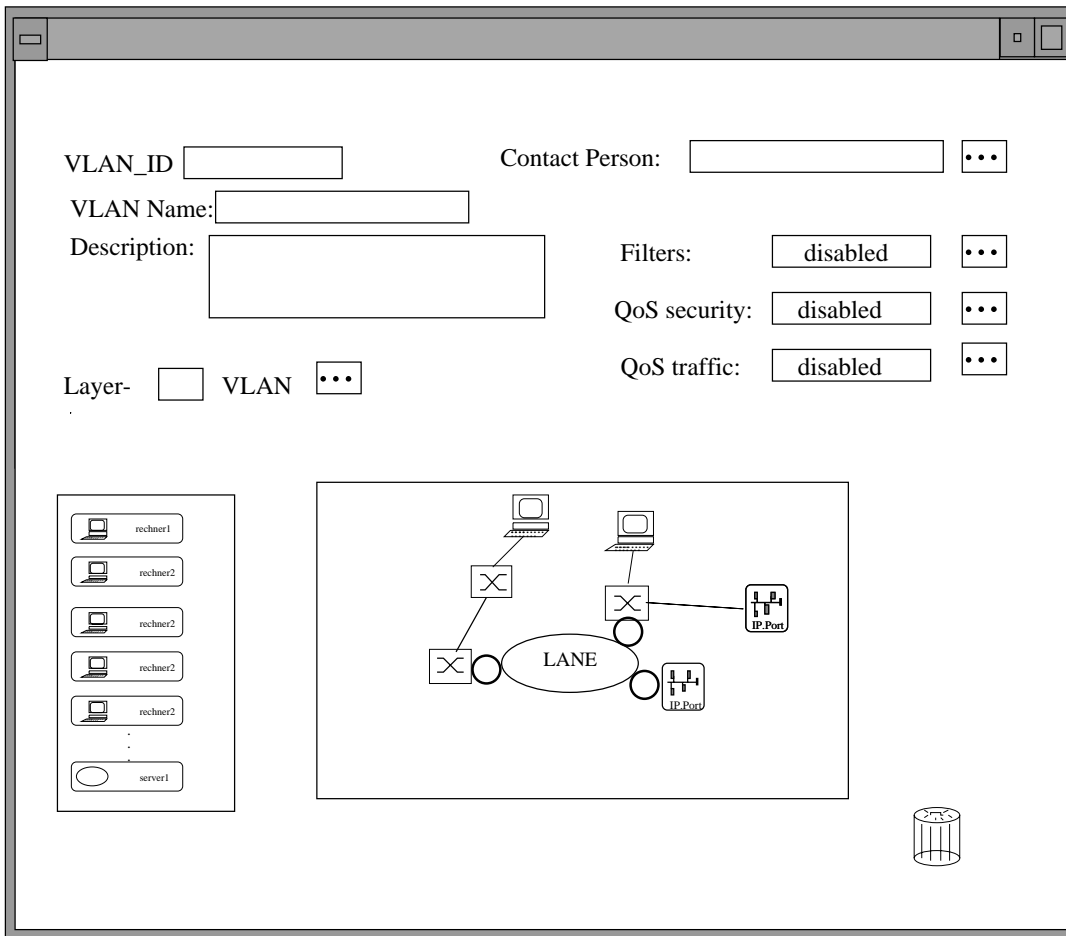 VLAN_ID
Contact Person: •••
VLAN Name:
Description:
Filters: disabled •••
QoS security: disabled •••
QoS traffic: disabled •••
Layer- VLAN •••
rechner1
rechner2
rechner2
rechner2
rechner2
.
.
.
server1
IP.Port
LANE
IP.Port